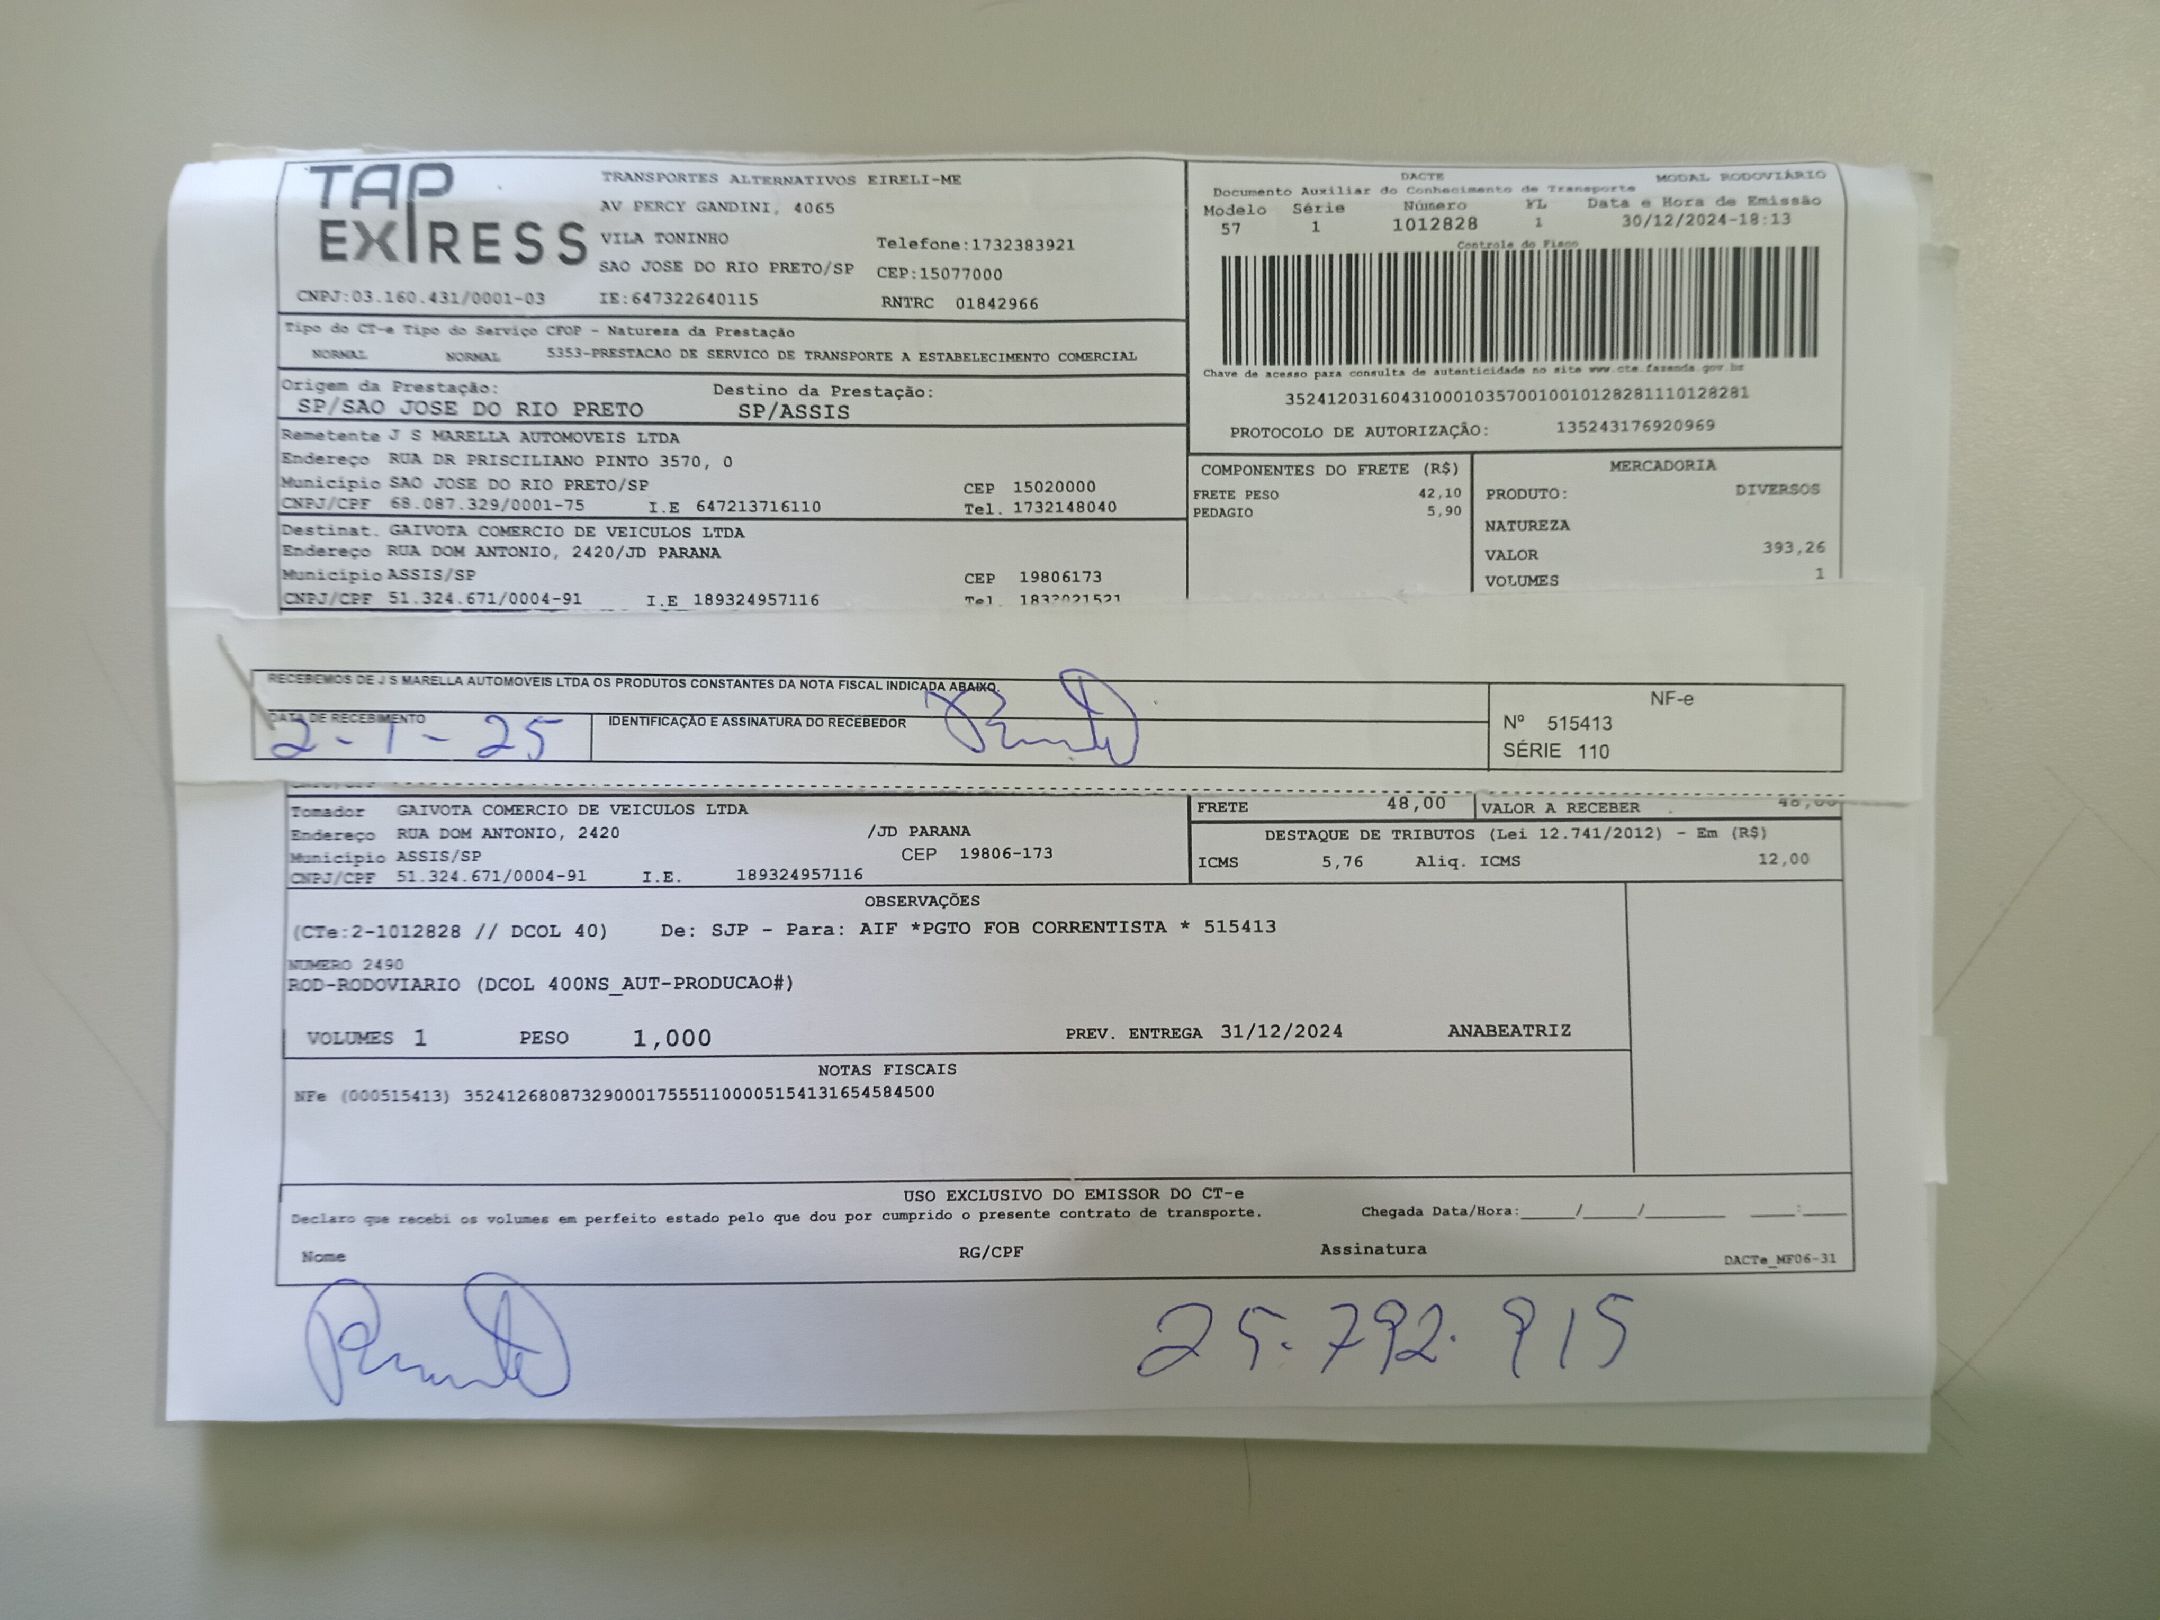 TAP EXPRESS
TRANSPORTES ALTERNATIVOS EIRELI-ME
AV PERCY GANDINI, 4065
VILA TONINHO Telefone:1732383921
SAO JOSE DO RIO PRETO/SP CEP:15077000
CNPJ:03.160.431/0001-03 IE:647322640115 RNTRC 01842966
DACTE MODAL RODOVIÁRIO
Documento Auxiliar do Conhecimento de Transporte
Modelo Série Número FL Data e Hora de Emissão
57 1 1012828 1 30/12/2024-18:13
Controle do Fisco
Chave de acesso para consulta de autenticidade no site www.cte.fazenda.gov.br
35241203160431000103570010010128281110128281
PROTOCOLO DE AUTORIZAÇÃO: 135243176920969
Tipo do CT-e Tipo do Serviço CFOP - Natureza da Prestação
NORMAL NORMAL 5353-PRESTACAO DE SERVICO DE TRANSPORTE A ESTABELECIMENTO COMERCIAL
Origem da Prestação: Destino da Prestação:
SP/SAO JOSE DO RIO PRETO SP/ASSIS
Remetente J S MARELLA AUTOMOVEIS LTDA
Endereço RUA DR PRISCILIANO PINTO 3570, 0
Município SAO JOSE DO RIO PRETO/SP CEP 15020000
CNPJ/CPF 68.087.329/0001-75 I.E 647213716110 Tel. 1732148040
Destinat. GAIVOTA COMERCIO DE VEICULOS LTDA
Endereço RUA DOM ANTONIO, 2420/JD PARANA
Município ASSIS/SP CEP 19806173
CNPJ/CPF 51.324.671/0004-91 I.E 189324957116 Tel. 1833021521
COMPONENTES DO FRETE (R$)
FRETE PESO 42,10
PEDAGIO 5,90
MERCADORIA
PRODUTO: DIVERSOS
NATUREZA
VALOR 393,26
VOLUMES 1
RECEBEMOS DE J S MARELLA AUTOMOVEIS LTDA OS PRODUTOS CONSTANTES DA NOTA FISCAL INDICADA ABAIXO.
DATA DE RECEBIMENTO IDENTIFICAÇÃO E ASSINATURA DO RECEBEDOR
2-1-25
NF-e
Nº 515413
SÉRIE 110
Tomador GAIVOTA COMERCIO DE VEICULOS LTDA
Endereço RUA DOM ANTONIO, 2420 /JD PARANA
Município ASSIS/SP CEP 19806-173
CNPJ/CPF 51.324.671/0004-91 I.E. 189324957116
FRETE 48,00 VALOR A RECEBER 48,00
DESTAQUE DE TRIBUTOS (Lei 12.741/2012) - Em (R$)
ICMS 5,76 Aliq. ICMS 12,00
OBSERVAÇÕES
(CTe:2-1012828 // DCOL 40) De: SJP - Para: AIF *PGTO FOB CORRENTISTA * 515413
NUMERO 2490
ROD-RODOVIARIO (DCOL 400NS_AUT-PRODUCAO#)
VOLUMES 1 PESO 1,000 PREV. ENTREGA 31/12/2024 ANABEATRIZ
NOTAS FISCAIS
NFe (000515413) 35241268087329000175551100005154131654584500
USO EXCLUSIVO DO EMISSOR DO CT-e
Declaro que recebi os volumes em perfeito estado pelo que dou por cumprido o presente contrato de transporte. Chegada Data/Hora:_____/_____/________ ____:____
Nome RG/CPF Assinatura DACTe_MF06-31
25.792.915